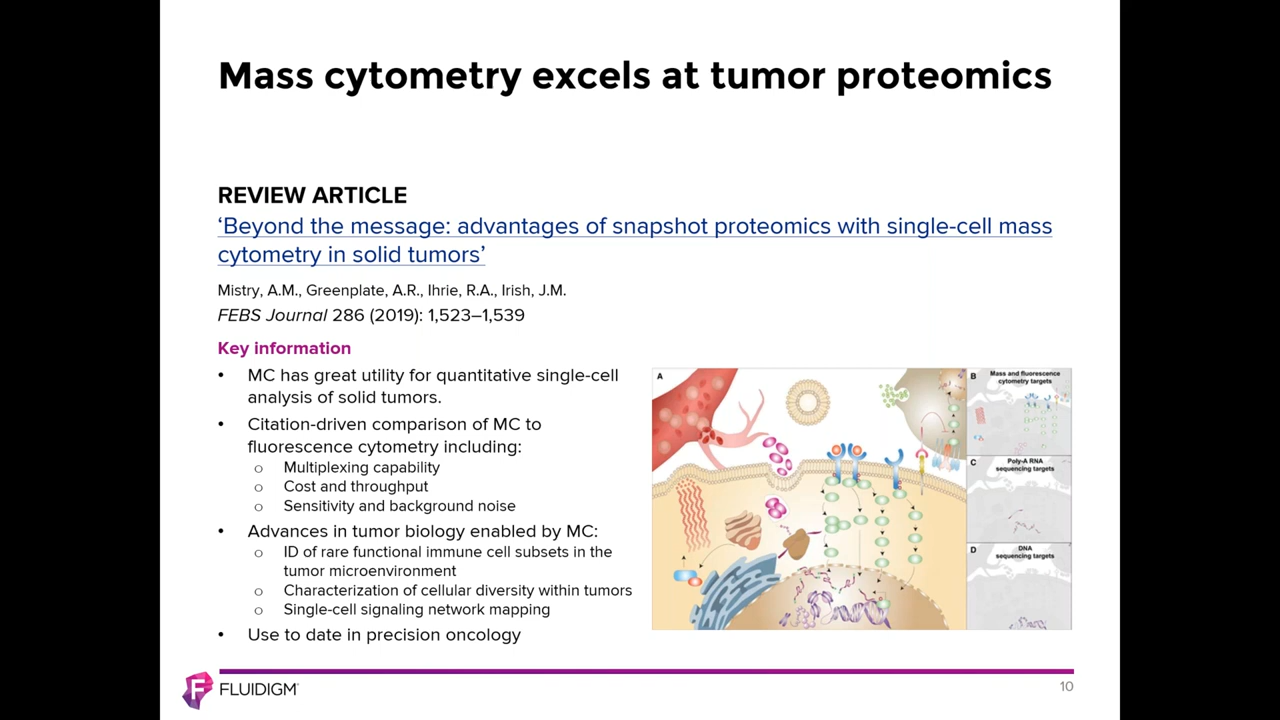 Mass cytometry excels at tumor proteomics
REVIEW ARTICLE
‘Beyond the message: advantages of snapshot proteomics with single-cell mass
cytometry in solid tumors’
Mistry, A.M., Greenplate, A.R., Ihrie, R.A., Irish, J.M.
FEBS Journal 286 (2019): 1,523–1,539
Key information
• MC has great utility for quantitative single-cell
analysis of solid tumors.
• Citation-driven comparison of MC to
fluorescence cytometry including:
o Multiplexing capability
o Cost and throughput
o Sensitivity and background noise
• Advances in tumor biology enabled by MC:
o ID of rare functional immune cell subsets in the
tumor microenvironment
o Characterization of cellular diversity within tumors
o Single-cell signaling network mapping
• Use to date in precision oncology
A
B
Mass and fluorescence
cytometry targets
C
Poly-A RNA
sequencing targets
D
DNA
sequencing targets
F FLUIDIGM®
10